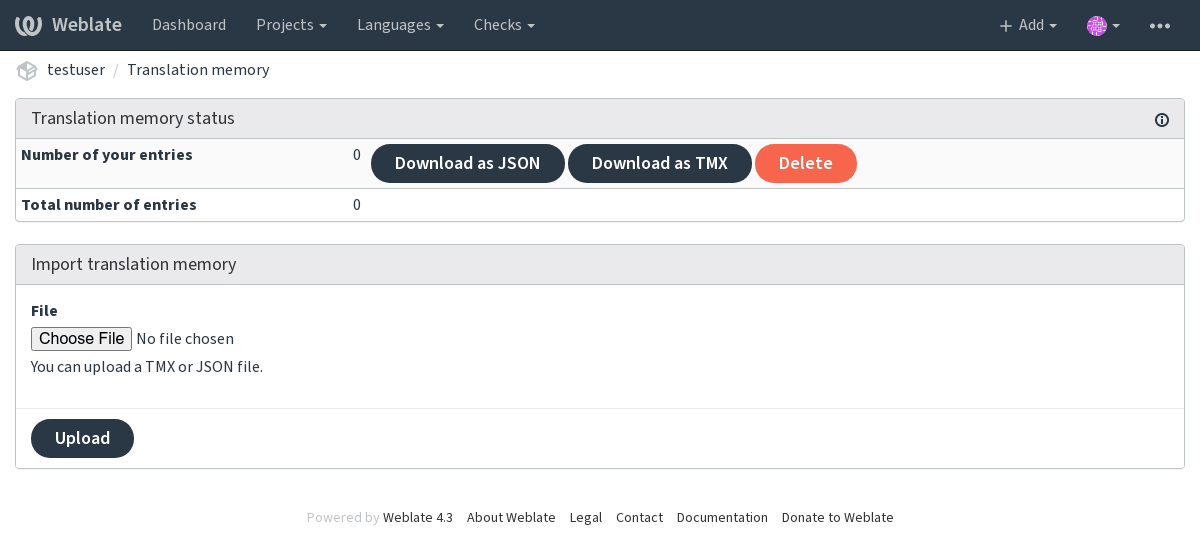 Weblate Dashboard Projects Languages Checks Add
testuser / Translation memory
Translation memory status
Number of your entries 0 Download as JSON Download as TMX Delete
Total number of entries 0
Import translation memory
File
Choose File No file chosen
You can upload a TMX or JSON file.
Upload
Powered by Weblate 4.3 About Weblate Legal Contact Documentation Donate to Weblate